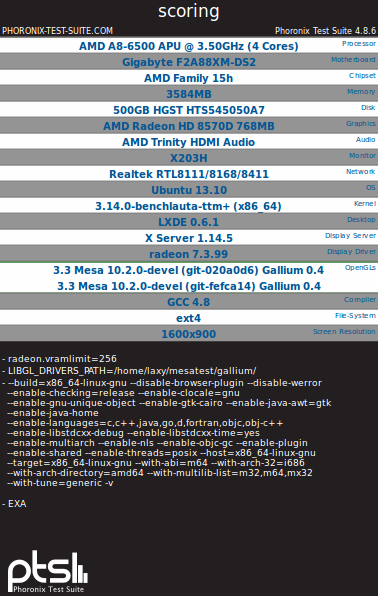 scoring
PHORONIX-TEST-SUITE.COM Phoronix Test Suite 4.8.6
AMD A8-6500 APU @ 3.50GHz (4 Cores) Processor
Gigabyte F2A88XM-DS2 Motherboard
AMD Family 15h Chipset
3584MB Memory
500GB HGST HTS545050A7 Disk
AMD Radeon HD 8570D 768MB Graphics
AMD Trinity HDMI Audio Audio
X203H Monitor
Realtek RTL8111/8168/8411 Network
Ubuntu 13.10 OS
3.14.0-benchlauta-ttm+ (x86_64) Kernel
LXDE 0.6.1 Desktop
X Server 1.14.5 Display Server
radeon 7.3.99 Display Driver
3.3 Mesa 10.2.0-devel (git-020a0d6) Gallium 0.4 OpenGLs
3.3 Mesa 10.2.0-devel (git-fefca14) Gallium 0.4
GCC 4.8 Compiler
ext4 File-System
1600x900 Screen Resolution
- radeon.vramlimit=256
- LIBGL_DRIVERS_PATH=/home/laxy/mesatest/gallium/
- --build=x86_64-linux-gnu --disable-browser-plugin --disable-werror
--enable-checking=release --enable-clocale=gnu
--enable-gnu-unique-object --enable-gtk-cairo --enable-java-awt=gtk
--enable-java-home
--enable-languages=c,c++,java,go,d,fortran,objc,obj-c++
--enable-libstdcxx-debug --enable-libstdcxx-time=yes
--enable-multiarch --enable-nls --enable-objc-gc --enable-plugin
--enable-shared --enable-threads=posix --host=x86_64-linux-gnu
--target=x86_64-linux-gnu --with-abi=m64 --with-arch-32=i686
--with-arch-directory=amd64 --with-multilib-list=m32,m64,mx32
--with-tune=generic -v
- EXA
pts
Phoronix Test Suite